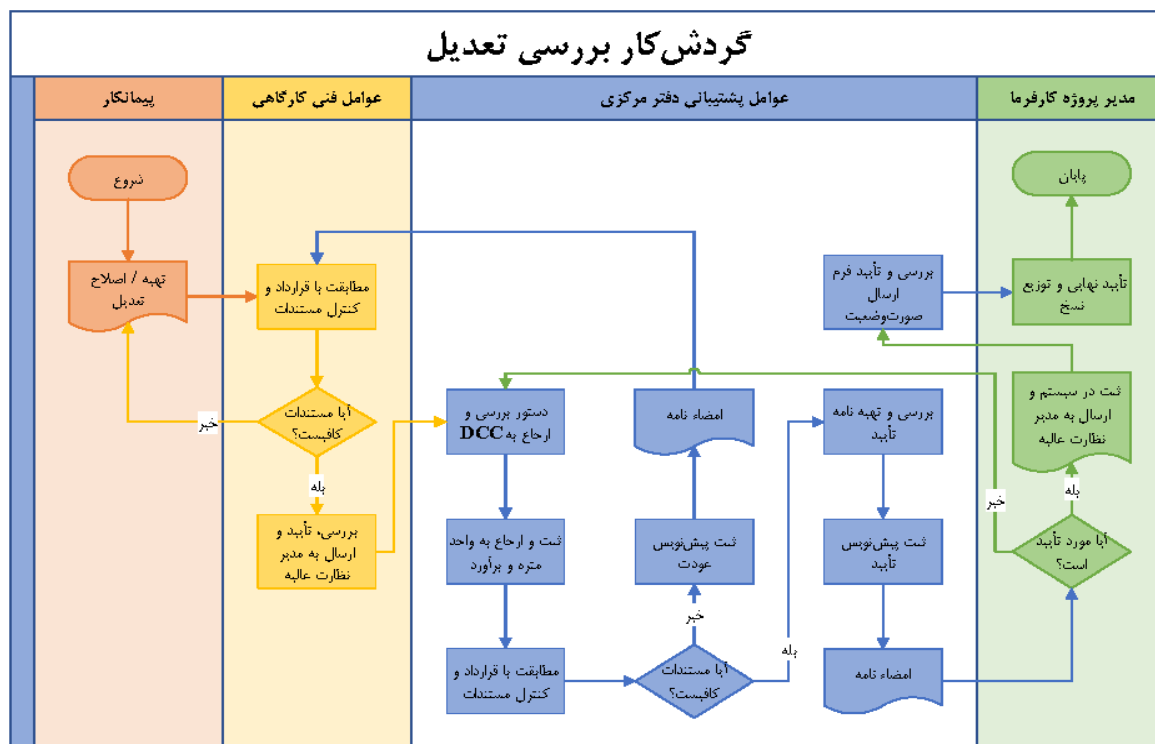 گردش‌کار بررسی تعدیل
پیمانکار
عوامل فنی کارگاهی
عوامل پشتیبانی دفتر مرکزی
مدیر پروژه کارفرما
شروع
تهیه / اصلاح
تعدیل
مطابقت با قرارداد و
کنترل مستندات
آیا مستندات
کافیست؟
خیر
بله
بررسی، تأیید و
ارسال به مدیر
نظارت عالیه
دستور بررسی و
ارجاع به DCC
ثبت و ارجاع به واحد
متره و برآورد
مطابقت با قرارداد و
کنترل مستندات
آیا مستندات
کافیست؟
خیر
ثبت پیش‌نویس
عودت
امضاء نامه
بله
بررسی و تهیه نامه
تأیید
ثبت پیش‌نویس
تأیید
امضاء نامه
آیا مورد تأیید
است؟
خیر
بله
ثبت در سیستم و
ارسال به مدیر
نظارت عالیه
بررسی و تأیید فرم
ارسال
صورت‌وضعیت
تأیید نهایی و توزیع
نسخ
پایان